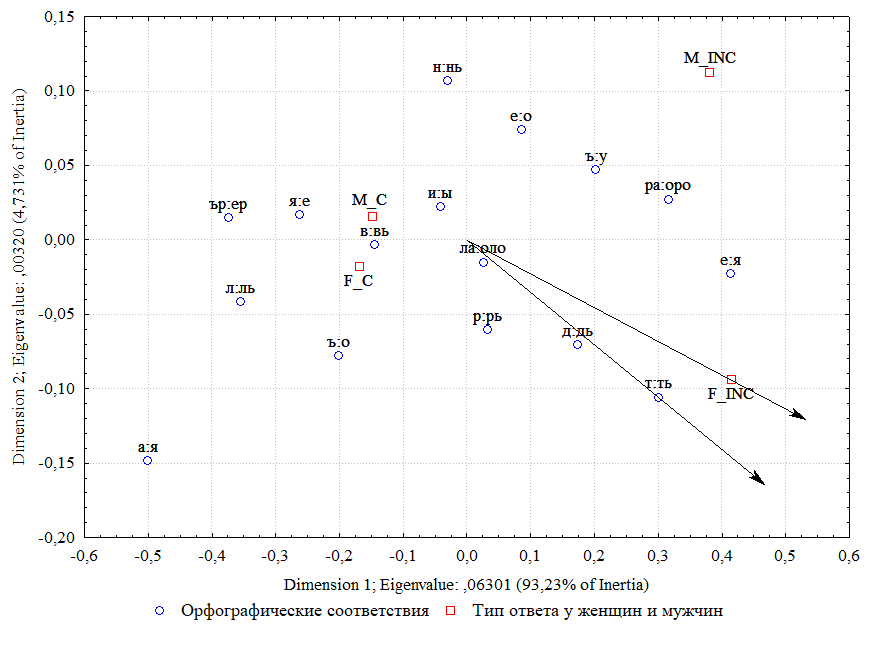 0,15
0,10
0,05
0,00
-0,05
-0,10
-0,15
-0,20
Dimension 2; Eigenvalue: ,00320 (4,731% of Inertia)
M_INC
н:нь
е:о
ъ:у
ра:оро
ър:ер
я:е
M_C
и:ы
в:вь
ла:оло
е:я
F_C
л:ль
р:рь
д:дь
ъ:о
т:ть
F_INC
а:я
-0,6 -0,5 -0,4 -0,3 -0,2 -0,1 0,0 0,1 0,2 0,3 0,4 0,5 0,6
Dimension 1; Eigenvalue: ,06301 (93,23% of Inertia)
Орфографические соответствия Тип ответа у женщин и мужчин